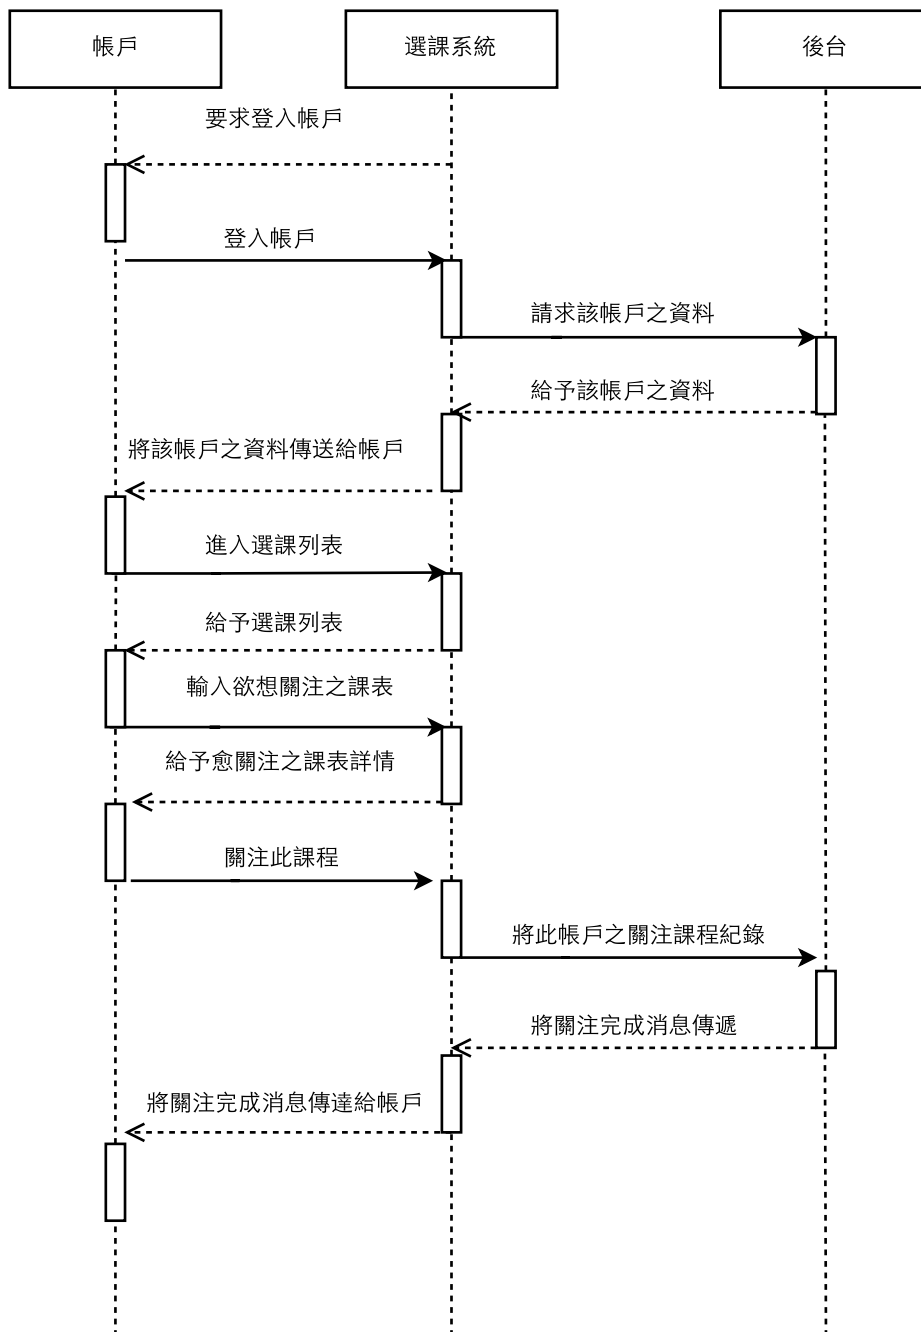 帳戶
選課系統
後台
要求登入帳戶
登入帳戶
請求該帳戶之資料
給予該帳戶之資料
將該帳戶之資料傳送給帳戶
進入選課列表
給予選課列表
輸入欲想關注之課表
給予愈關注之課表詳情
關注此課程
將此帳戶之關注課程紀錄
將關注完成消息傳遞
將關注完成消息傳達給帳戶